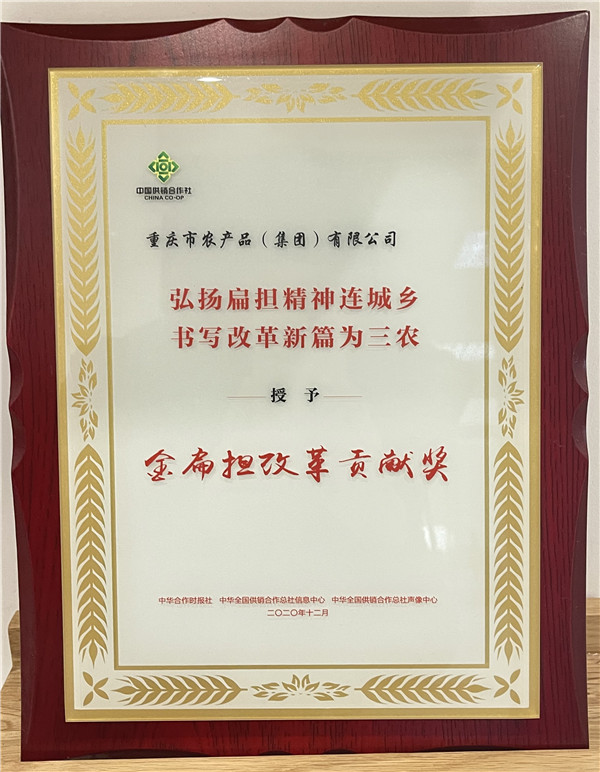 中国供销合作社
CHINA CO-OP
重庆市农产品（集团）有限公司
弘扬扁担精神连城乡
书写改革新篇为三农
授 予
金扁担改革贡献奖
中华合作时报社 中华全国供销合作总社信息中心 中华全国供销合作总社声像中心
二〇二〇年十二月